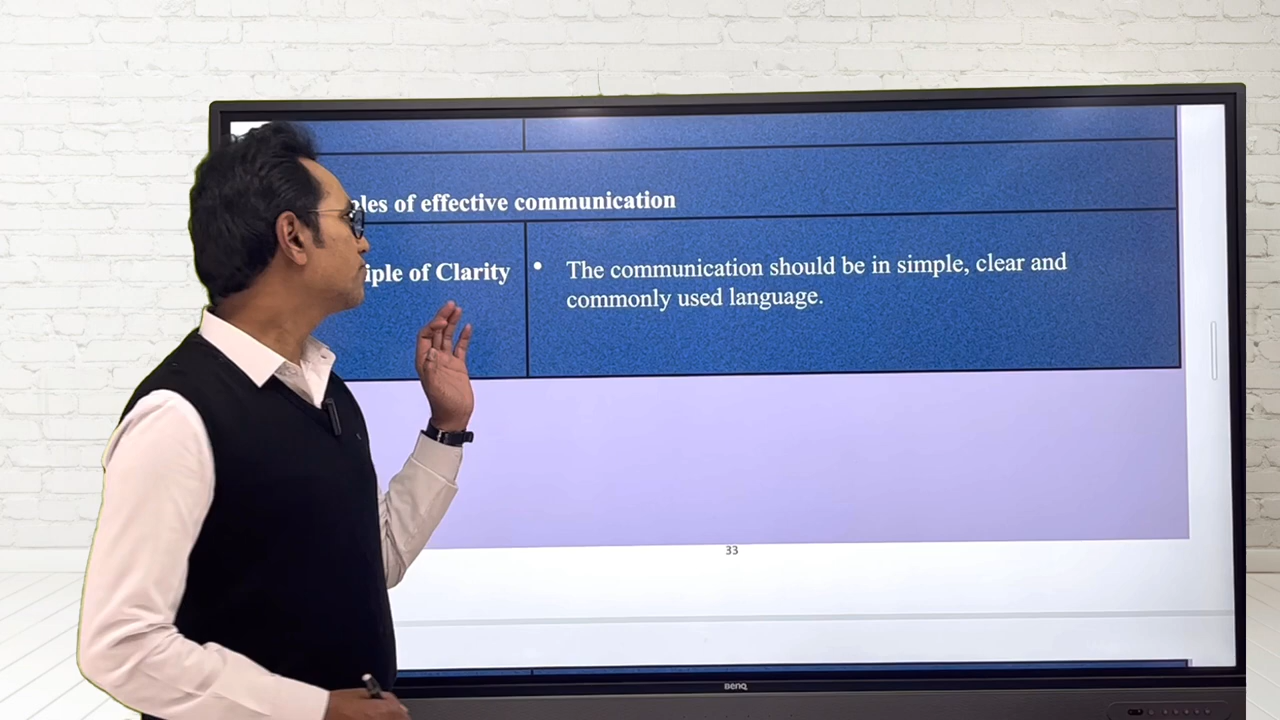 ples of effective communication
iple of Clarity
• The communication should be in simple, clear and
commonly used language.
33
BenQ